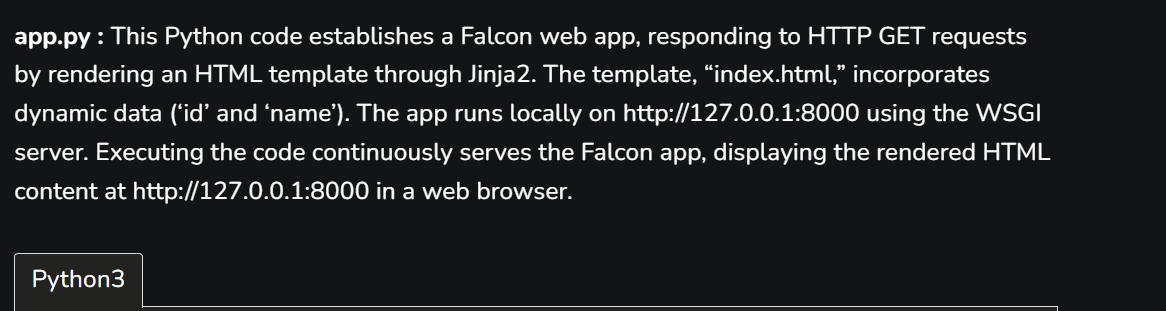 app.py : This Python code establishes a Falcon web app, responding to HTTP GET requests
by rendering an HTML template through Jinja2. The template, “index.html,” incorporates
dynamic data (‘id’ and ‘name’). The app runs locally on http://127.0.0.1:8000 using the WSGI
server. Executing the code continuously serves the Falcon app, displaying the rendered HTML
content at http://127.0.0.1:8000 in a web browser.
Python3